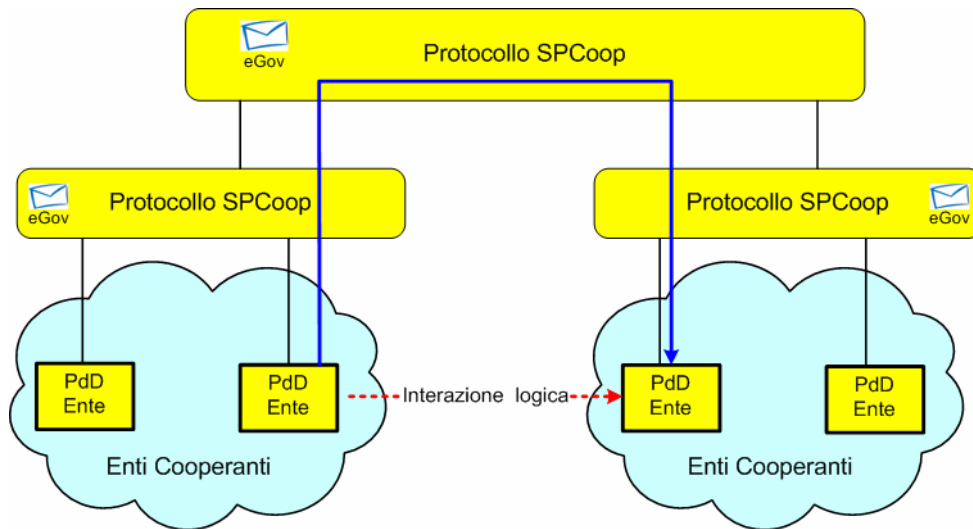 eGov
Protocollo SPCoop
eGov
Protocollo SPCoop
Protocollo SPCoop
eGov
PdD
Ente
PdD
Ente
Interazione logica
PdD
Ente
PdD
Ente
Enti Cooperanti
Enti Cooperanti